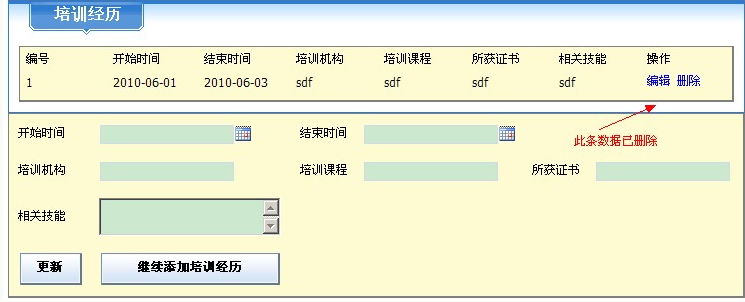 培训经历
编号 开始时间 结束时间 培训机构 培训课程 所获证书 相关技能 操作
1 2010-06-01 2010-06-03 sdf sdf sdf sdf 编辑 删除
此条数据已删除
开始时间 结束时间
培训机构 培训课程 所获证书
相关技能
更新 继续添加培训经历